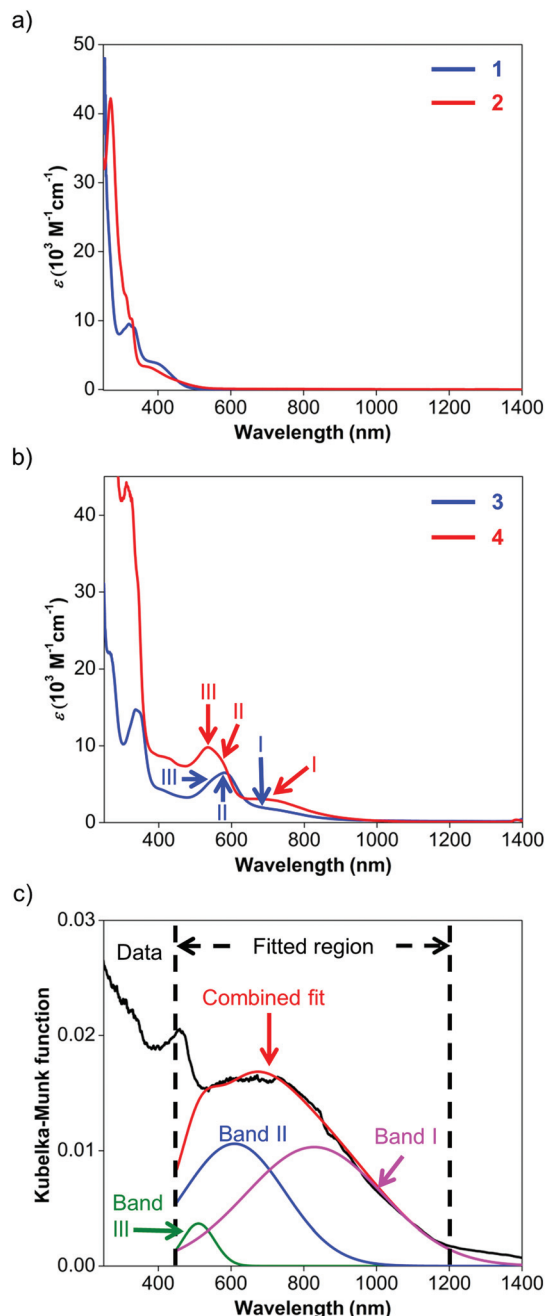 a)
50
40
30
20
10
0
ε (10³ M⁻¹cm⁻¹)
1
2
400 600 800 1000 1200 1400
Wavelength (nm)
b)
40
30
20
10
0
ε (10³ M⁻¹cm⁻¹)
3
4
III
II
I
I
III
II
400 600 800 1000 1200 1400
Wavelength (nm)
c)
0.03
0.02
0.01
0.00
Kubelka-Munk function
Data
Fitted region
Combined fit
Band II
Band I
Band
III
400 600 800 1000 1200 1400
Wavelength (nm)